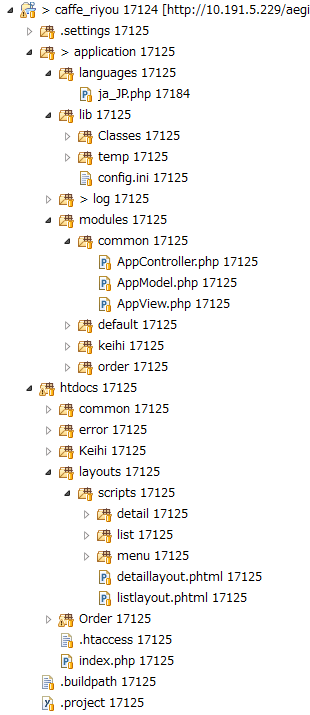 > caffe_riyou 17124 [http://10.191.5.229/aegi
.settings 17125
> application 17125
languages 17125
ja_JP.php 17184
lib 17125
Classes 17125
temp 17125
config.ini 17125
> log 17125
modules 17125
common 17125
AppController.php 17125
AppModel.php 17125
AppView.php 17125
default 17125
keihi 17125
order 17125
htdocs 17125
common 17125
error 17125
Keihi 17125
layouts 17125
scripts 17125
detail 17125
list 17125
menu 17125
detaillayout.phtml 17125
listlayout.phtml 17125
Order 17125
.htaccess 17125
index.php 17125
.buildpath 17125
.project 17125